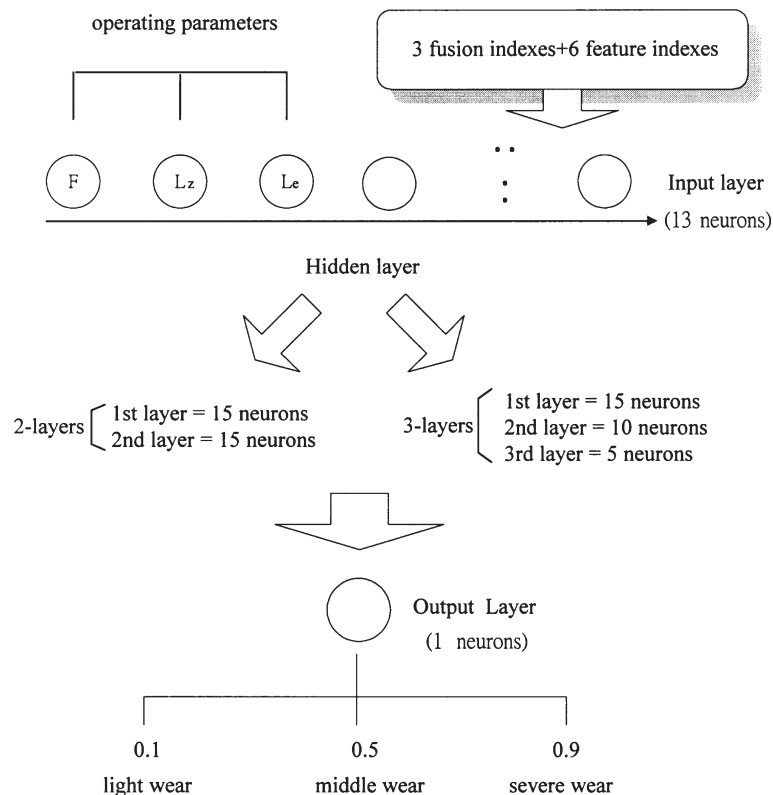 operating parameters
3 fusion indexes+6 feature indexes
F
Lz
Le
Input layer
(13 neurons)
Hidden layer
2-layers
1st layer = 15 neurons
2nd layer = 15 neurons
3-layers
1st layer = 15 neurons
2nd layer = 10 neurons
3rd layer = 5 neurons
Output Layer
(1 neurons)
0.1
0.5
0.9
light wear
middle wear
severe wear